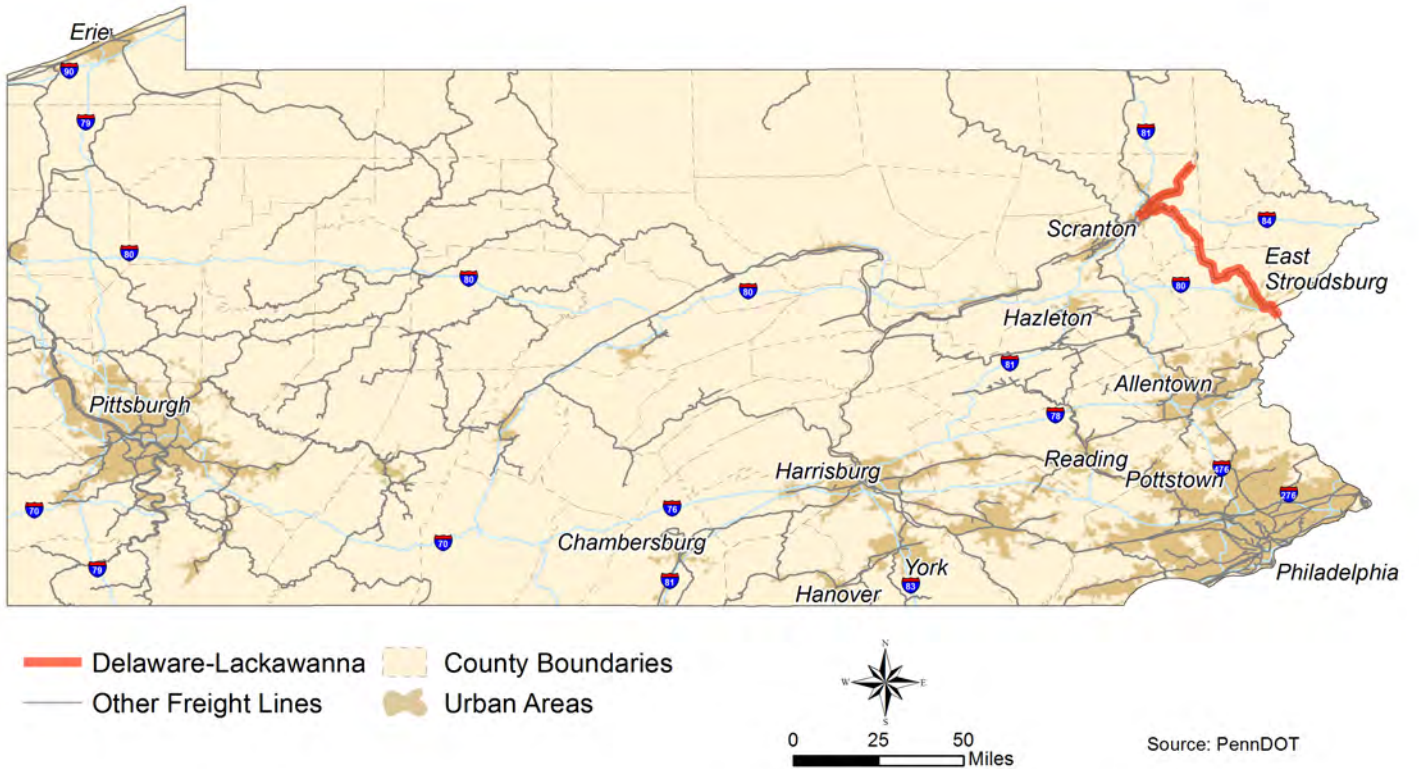 Erie
90
79
81
Scranton
84
80
East
Stroudsburg
80
80
80
80
Hazleton
81
Pittsburgh
Allentown
78
Harrisburg
Reading
476
Pottstown
276
70
76
Chambersburg
70
79
81
York
83
Hanover
Philadelphia
Delaware-Lackawanna
County Boundaries
Other Freight Lines
Urban Areas
N
W E
S
0 25 50
Miles
Source: PennDOT